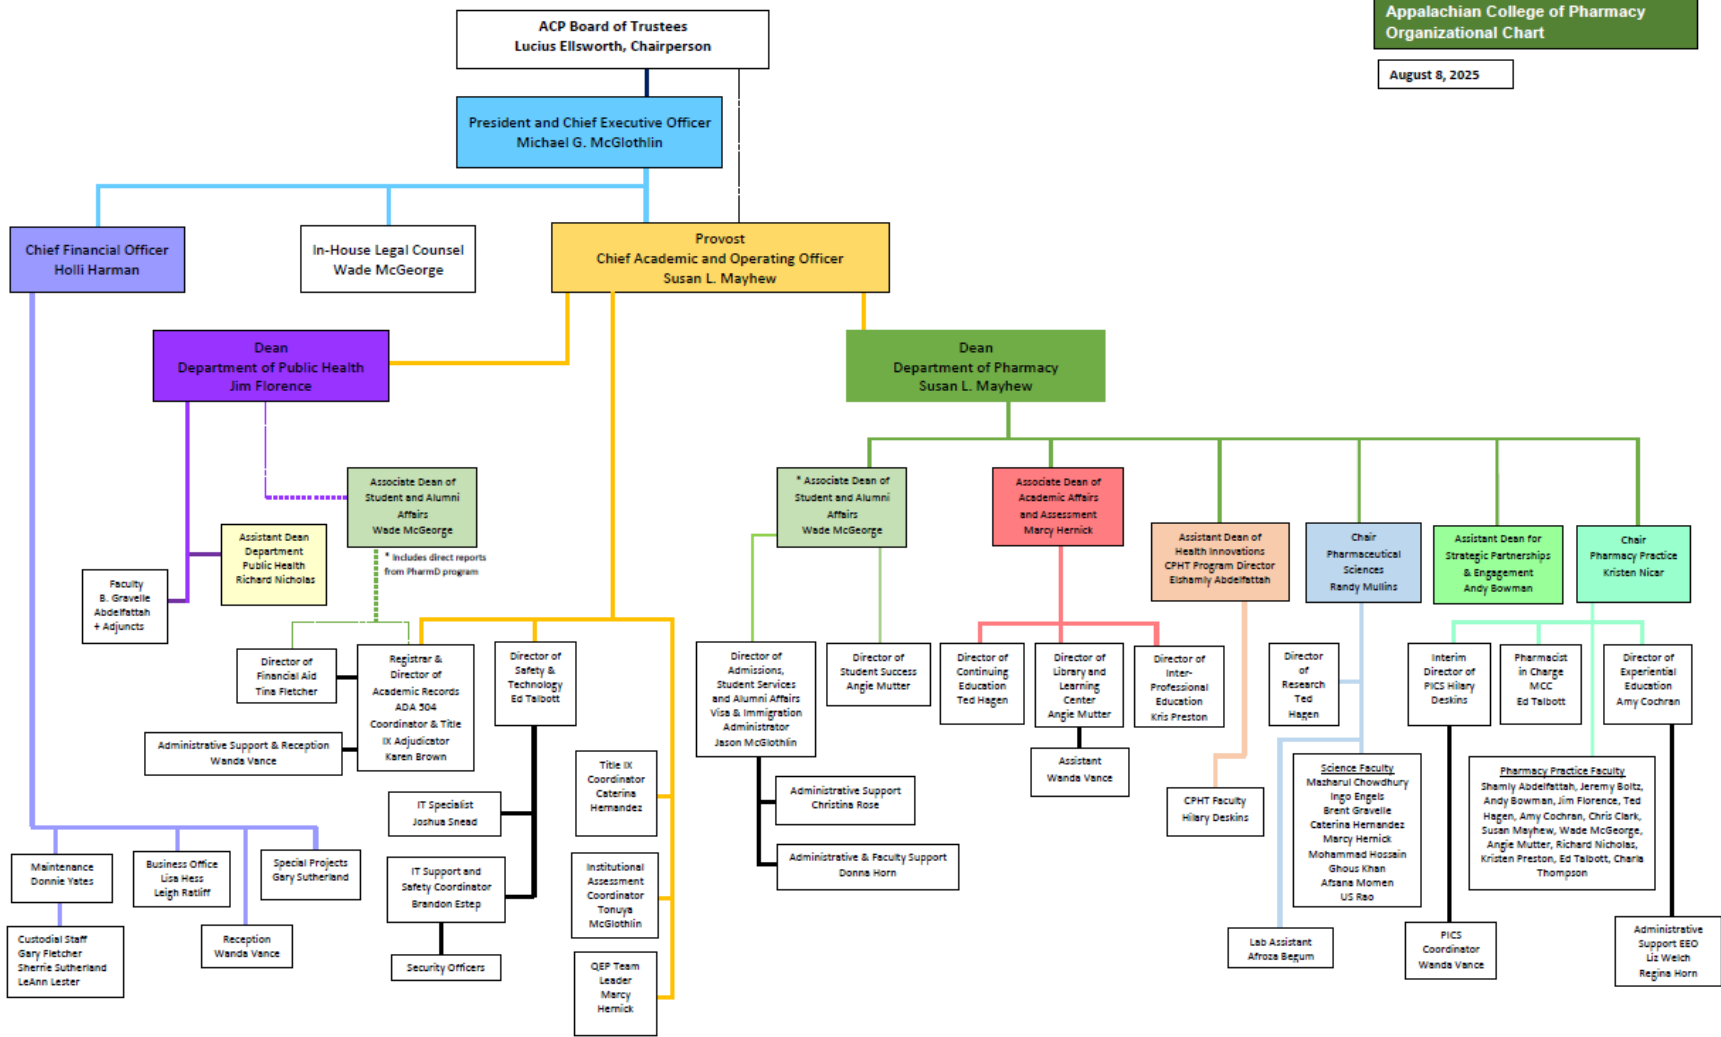 Appalachian College of Pharmacy
Organizational Chart
August 8, 2025
ACP Board of Trustees
Lucius Ellsworth, Chairperson
President and Chief Executive Officer
Michael G. McGlothlin
Chief Financial Officer
Holli Harman
In-House Legal Counsel
Wade McGeorge
Provost
Chief Academic and Operating Officer
Susan L. Mayhew
Dean
Department of Public Health
Jim Florence
Dean
Department of Pharmacy
Susan L. Mayhew
Associate Dean of
Student and Alumni
Affairs
Wade McGeorge
* Includes direct reports
from PharmD program
Assistant Dean
Department
Public Health
Richard Nicholas
Faculty
B. Gravelle
Abdelfattah
+ Adjuncts
* Associate Dean of
Student and Alumni
Affairs
Wade McGeorge
Associate Dean of
Academic Affairs
and Assessment
Marcy Hernick
Assistant Dean of
Health Innovations
CPHT Program Director
Elshamly Abdelfattah
Chair
Pharmaceutical
Sciences
Randy Mullins
Assistant Dean for
Strategic Partnerships
& Engagement
Andy Bowman
Chair
Pharmacy Practice
Kristen Nicar
Director of
Financial Aid
Tina Fletcher
Registrar &
Director of
Academic Records
ADA 504
Coordinator & Title
IX Adjudicator
Karen Brown
Administrative Support & Reception
Wanda Vance
Director of
Safety &
Technology
Ed Talbott
Director of
Admissions,
Student Services
and Alumni Affairs
Visa & Immigration
Administrator
Jason McGlothlin
Director of
Student Success
Angie Mutter
Director of
Continuing
Education
Ted Hagen
Director of
Library and
Learning
Center
Angie Mutter
Director of
Inter-
Professional
Education
Kris Preston
Director
of
Research
Ted
Hagen
Interim
Director of
PICS Hilary
Deskins
Pharmacist
in Charge
MCC
Ed Talbott
Director of
Experiential
Education
Amy Cochran
Assistant
Wanda Vance
Title IX
Coordinator
Caterina
Hernandez
IT Specialist
Joshua Snead
Administrative Support
Christina Rose
CPHT Faculty
Hilary Deskins
Science Faculty
Mazharul Chowdhury
Ingo Engels
Brent Gravelle
Caterina Hernandez
Marcy Hernick
Mohammad Hossain
Ghous Khan
Afsana Momen
US Rao
Pharmacy Practice Faculty
Shamly Abdelfattah, Jeremy Boltz,
Andy Bowman, Jim Florence, Ted
Hagen, Amy Cochran, Chris Clark,
Susan Mayhew, Wade McGeorge,
Angie Mutter, Richard Nicholas,
Kristen Preston, Ed Talbott, Charla
Thompson
Maintenance
Donnie Yates
Business Office
Lisa Hess
Leigh Ratliff
Special Projects
Gary Sutherland
IT Support and
Safety Coordinator
Brandon Estep
Institutional
Assessment
Coordinator
Tonuya
McGlothlin
Administrative & Faculty Support
Donna Horn
Custodial Staff
Gary Fletcher
Sherrie Sutherland
LeAnn Lester
Reception
Wanda Vance
Security Officers
QEP Team
Leader
Marcy
Hernick
Lab Assistant
Afroza Begum
PICS
Coordinator
Wanda Vance
Administrative
Support EEO
Liz Welch
Regina Horn